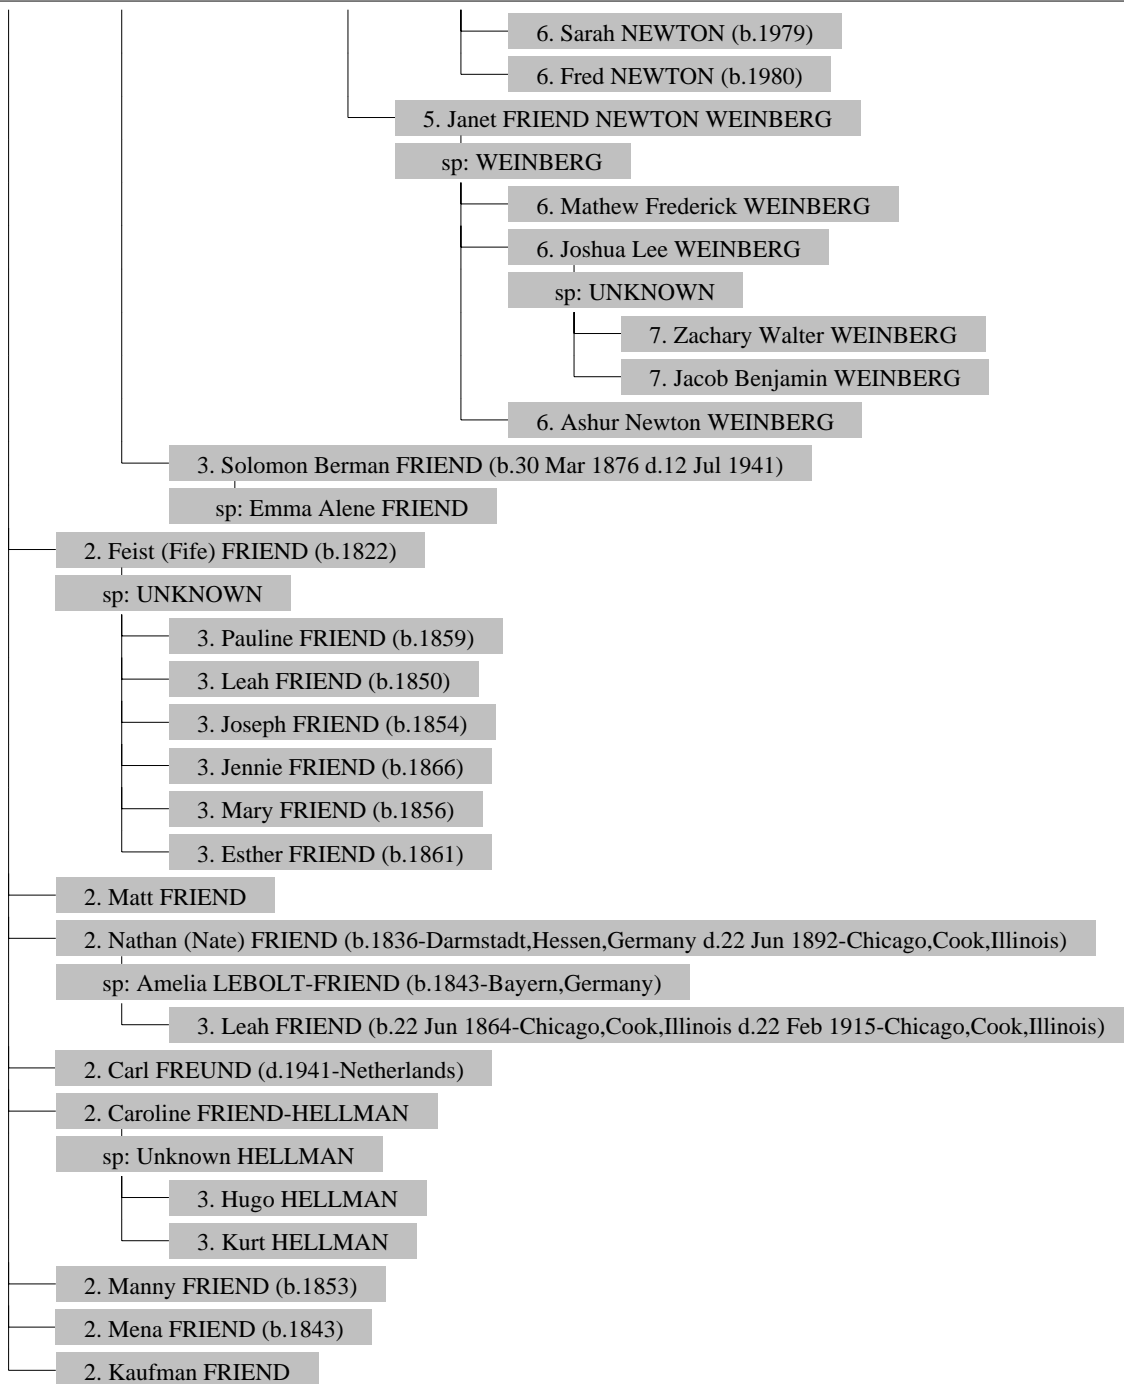 6. Sarah NEWTON (b.1979)
6. Fred NEWTON (b.1980)
5. Janet FRIEND NEWTON WEINBERG
sp: WEINBERG
6. Mathew Frederick WEINBERG
6. Joshua Lee WEINBERG
sp: UNKNOWN
7. Zachary Walter WEINBERG
7. Jacob Benjamin WEINBERG
6. Ashur Newton WEINBERG
3. Solomon Berman FRIEND (b.30 Mar 1876 d.12 Jul 1941)
sp: Emma Alene FRIEND
2. Feist (Fife) FRIEND (b.1822)
sp: UNKNOWN
3. Pauline FRIEND (b.1859)
3. Leah FRIEND (b.1850)
3. Joseph FRIEND (b.1854)
3. Jennie FRIEND (b.1866)
3. Mary FRIEND (b.1856)
3. Esther FRIEND (b.1861)
2. Matt FRIEND
2. Nathan (Nate) FRIEND (b.1836-Darmstadt,Hessen,Germany d.22 Jun 1892-Chicago,Cook,Illinois)
sp: Amelia LEBOLT-FRIEND (b.1843-Bayern,Germany)
3. Leah FRIEND (b.22 Jun 1864-Chicago,Cook,Illinois d.22 Feb 1915-Chicago,Cook,Illinois)
2. Carl FREUND (d.1941-Netherlands)
2. Caroline FRIEND-HELLMAN
sp: Unknown HELLMAN
3. Hugo HELLMAN
3. Kurt HELLMAN
2. Manny FRIEND (b.1853)
2. Mena FRIEND (b.1843)
2. Kaufman FRIEND